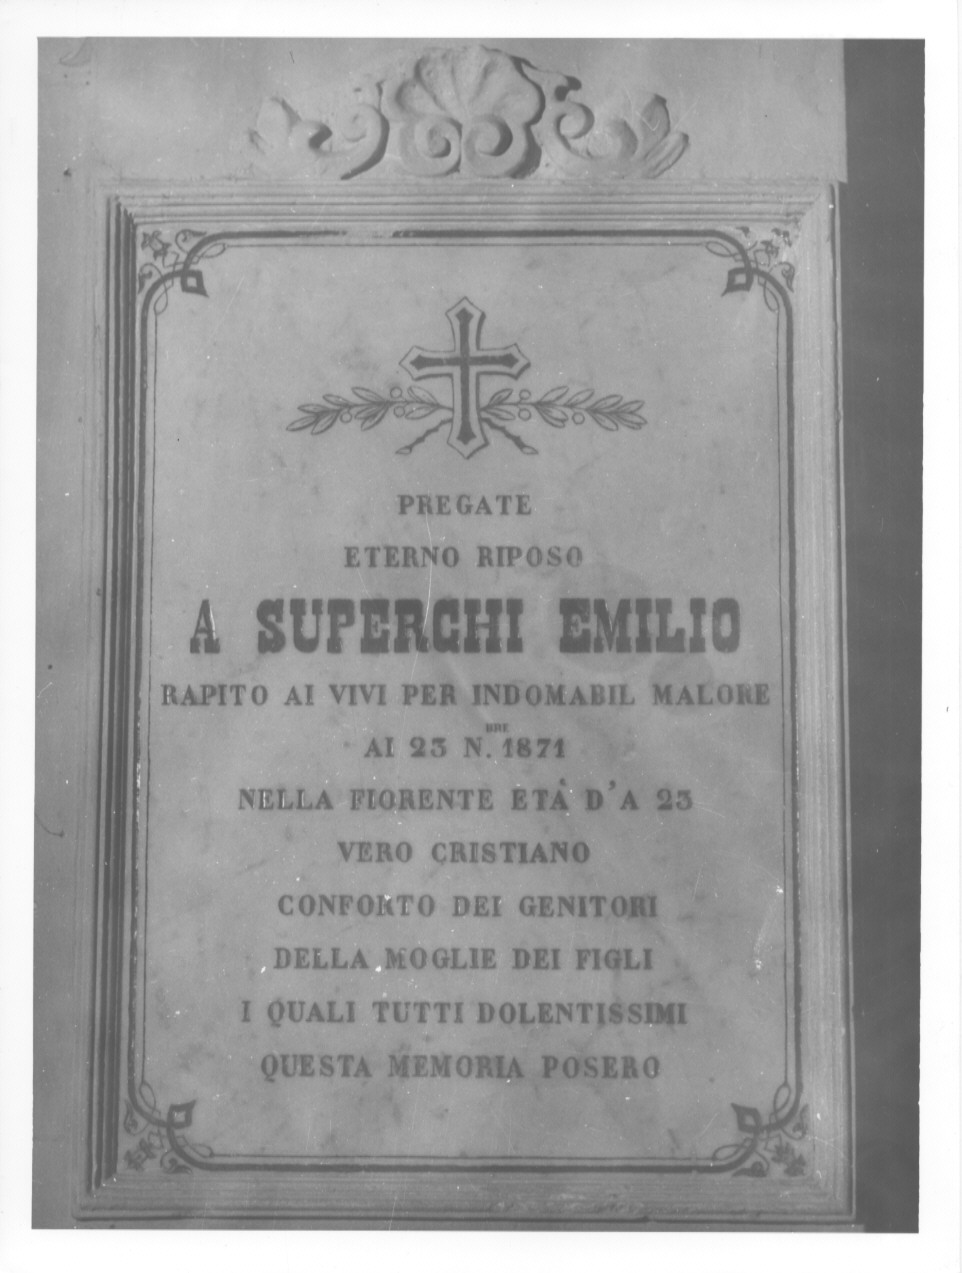 PREGATE
ETERNO RIPOSO
A SUPERCHI EMILIO
RAPITO AI VIVI PER INDOMABIL MALORE
AI 23 N.BRE 1871
NELLA FIORENTE ETÀ D'A 23
VERO CRISTIANO
CONFORTO DEI GENITORI
DELLA MOGLIE DEI FIGLI
I QUALI TUTTI DOLENTISSIMI
QUESTA MEMORIA POSERO